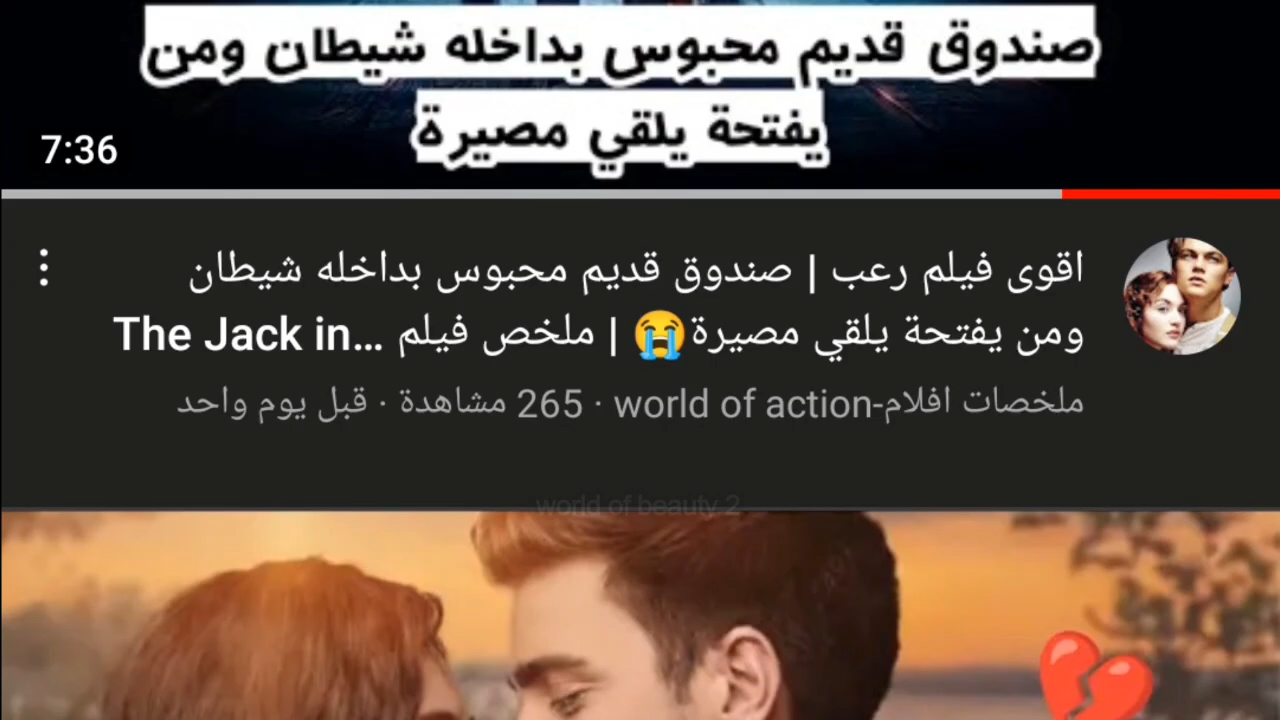 صندوق قديم محبوس بداخله شيطان ومن
يفتحة يلقي مصيرة
7:36
اقوى فيلم رعب | صندوق قديم محبوس بداخله شيطان
ومن يفتحة يلقي مصيرة😭 | ملخص فيلم The Jack in...
ملخصات افلام-world of action · 265 مشاهدة · قبل يوم واحد
world of beauty 2